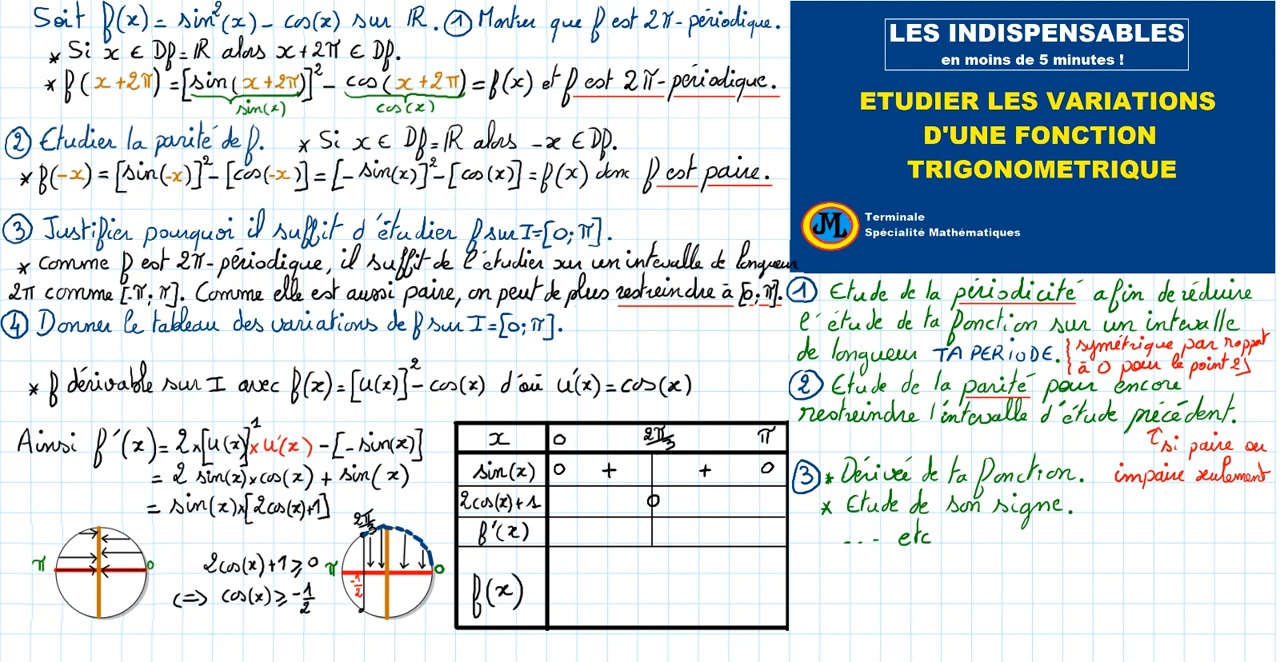 Soit f(x) = sin²(x) - cos(x) sur ℝ. ① Montrer que f est 2π-périodique.
* Si x ∈ Df = ℝ alors x+2π ∈ Df.
* f(x+2π) = [sin(x+2π)]² - cos(x+2π) = f(x) et f est 2π-périodique.
sin(x) cos(x)
② Etudier la parité de f. * Si x ∈ Df = ℝ alors -x ∈ Df.
* f(-x) = [sin(-x)]² - [cos(-x)] = [- sin(x)]² - [cos(x)] = f(x) donc f est paire.
③ Justifier pourquoi il suffit d'étudier f sur I=[0;π].
* comme f est 2π-périodique, il suffit de l'étudier sur un intervalle de longueur
2π comme [-π;π]. Comme elle est aussi paire, on peut de plus restreindre à [0;π].
④ Donner le tableau des variations de f sur I=[0;π].
* f dérivable sur I avec f(x) = [u(x)]² - cos(x) d'où u'(x) = cos(x)
Ainsi f'(x) = 2×[u(x)]¹ × u'(x) - [- sin(x)]
= 2 sin(x)×cos(x) + sin(x)
= sin(x)×[2cos(x)+1]
π 0
2cos(x)+1 ≥ 0
<=> cos(x) ≥ -1/2
2π/3
π 0
-1/2
x 0 2π/3 π
sin(x) 0 + + 0
2cos(x)+1 0
f'(x)
f(x)
LES INDISPENSABLES
en moins de 5 minutes !
ETUDIER LES VARIATIONS
D'UNE FONCTION
TRIGONOMETRIQUE
JML
Terminale
Spécialité Mathématiques
① Etude de la périodicité afin de réduire
l'étude de ta fonction sur un intervalle
de longueur TA PERIODE. {symétrique par rapport
à 0 pour le point 2}
② Etude de la parité pour encore
restreindre l'intervalle d'étude précédent.
↑ si paire ou
impaire seulement
③ * Dérivée de ta fonction.
* Etude de son signe.
... etc